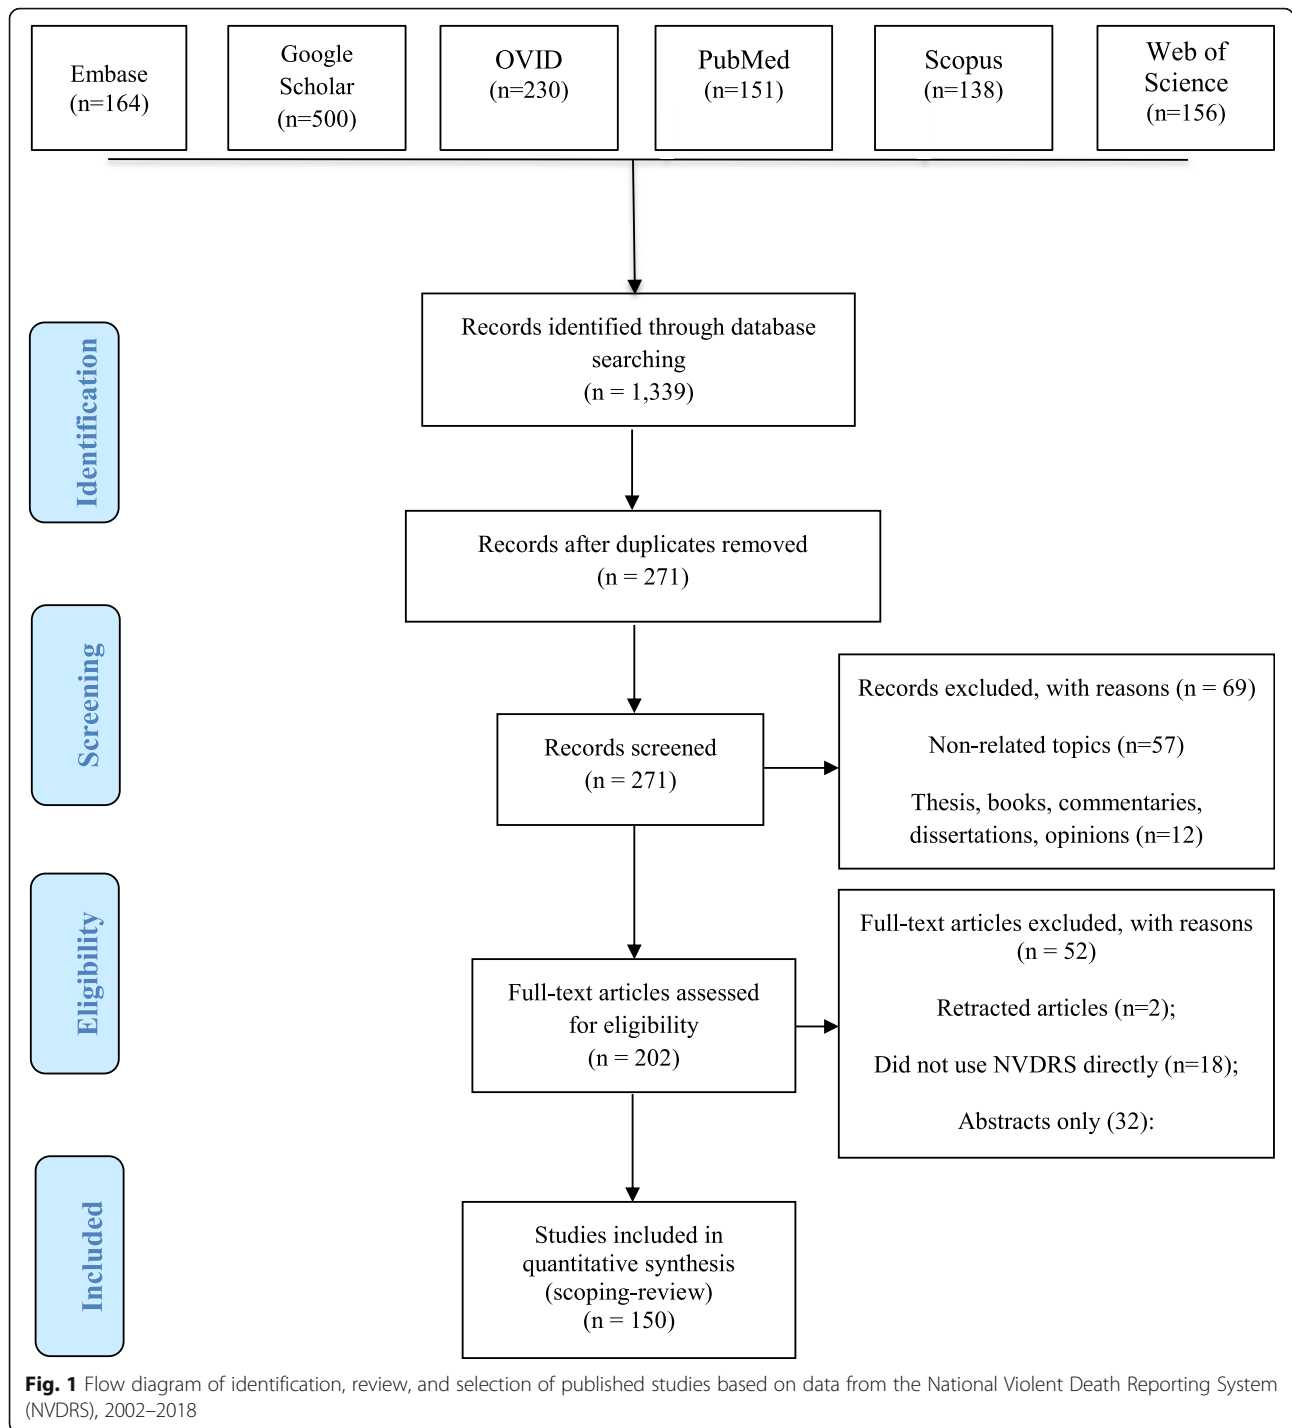 Embase
(n=164)
Google
Scholar
(n=500)
OVID
(n=230)
PubMed
(n=151)
Scopus
(n=138)
Web of
Science
(n=156)
Identification
Records identified through database
searching
(n = 1,339)
Records after duplicates removed
(n = 271)
Screening
Records screened
(n = 271)
Records excluded, with reasons (n = 69)
Non-related topics (n=57)
Thesis, books, commentaries,
dissertations, opinions (n=12)
Eligibility
Full-text articles assessed
for eligibility
(n = 202)
Full-text articles excluded, with reasons
(n = 52)
Retracted articles (n=2);
Did not use NVDRS directly (n=18);
Abstracts only (32):
Included
Studies included in
quantitative synthesis
(scoping-review)
(n = 150)
Fig. 1 Flow diagram of identification, review, and selection of published studies based on data from the National Violent Death Reporting System
(NVDRS), 2002–2018